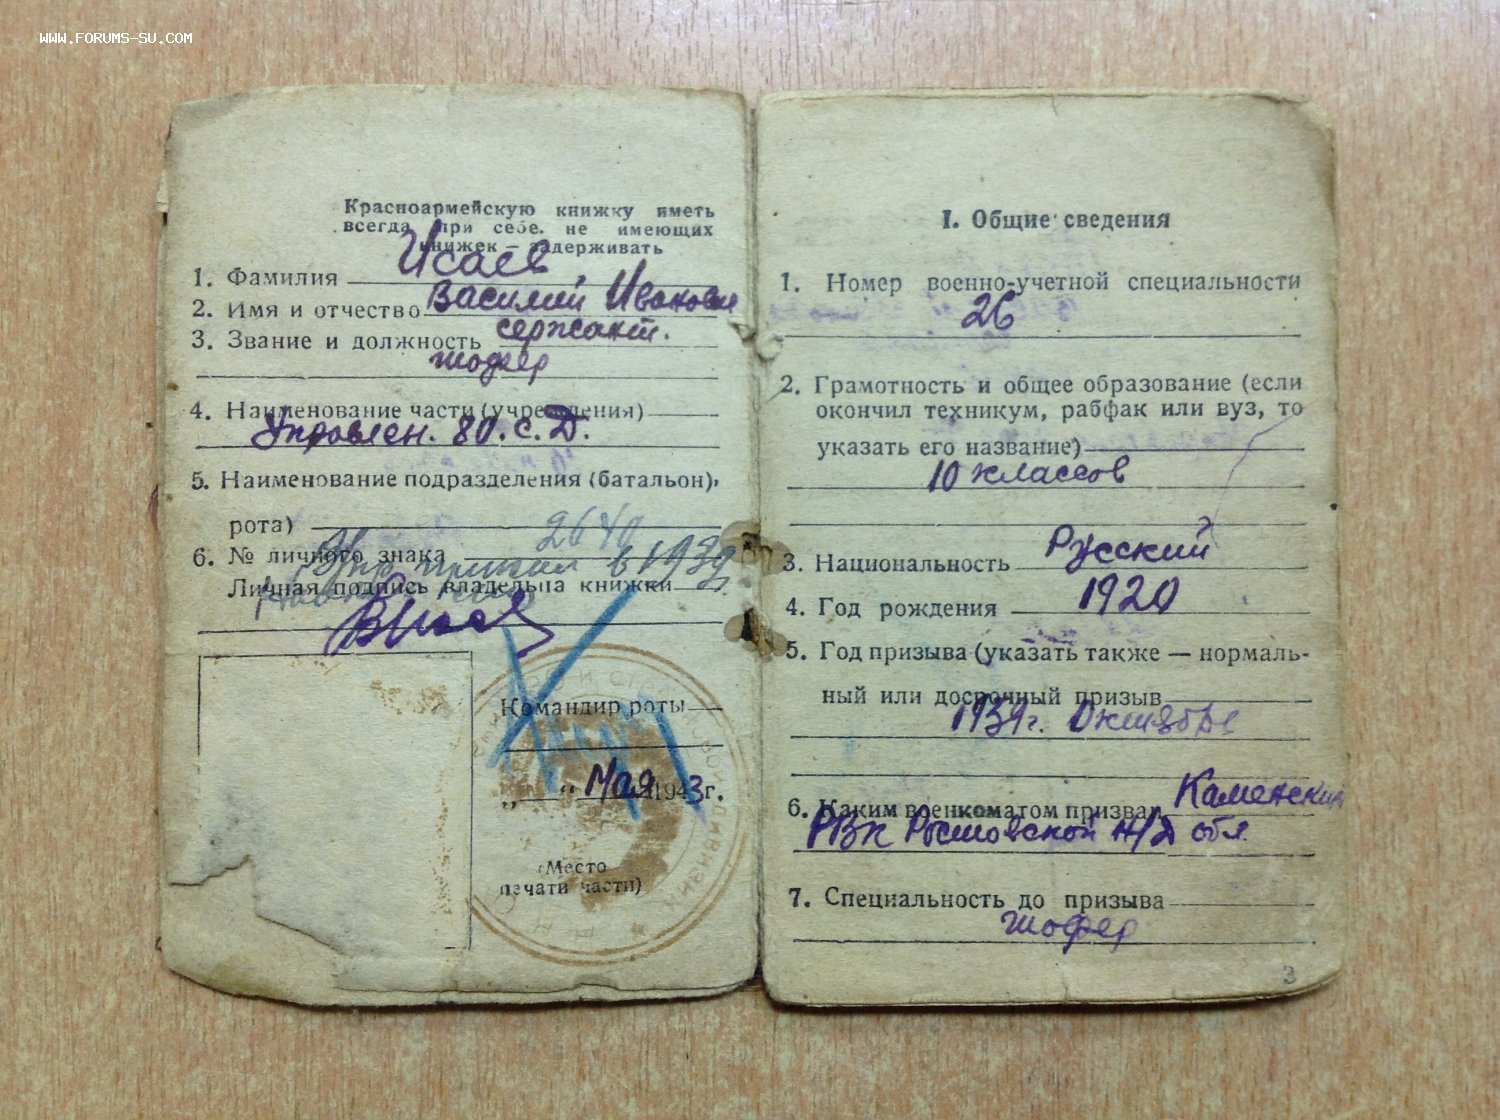 WWW.FORUMS-SU.COM
Красноармейскую книжку иметь
всегда при себе. не имеющих
книжек — задерживать
1. Фамилия Исаев
2. Имя и отчество Василий Иванович
3. Звание и должность сержант.
шофер
4. Наименование части (учреждения)
Управлен. 80. С. Д.
5. Наименование подразделения (батальон),
рота)
6. № личного знака 2640
в 1939
Личная подпись владельца книжки
Командир роты
„ “ Мая 1943г.
(Место
печати части)
I. Общие сведения
1. Номер военно-учетной специальности
26
2. Грамотность и общее образование (если
окончил техникум, рабфак или вуз, то
указать его название)
10 классов
3. Национальность Русский
4. Год рождения 1920
5. Год призыва (указать также — нормаль-
ный или досрочный призыв
1939г. Октябре
6. Каким военкоматом призван Каменским
РВК Ростовской н/Д обл
7. Специальность до призыва
шофер
3